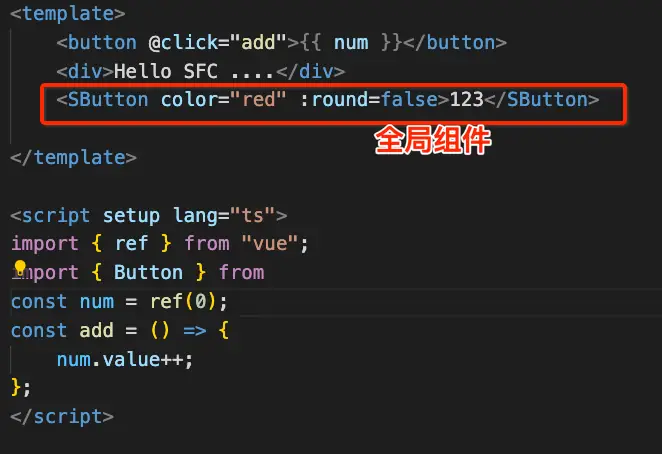 <template>
    <button @click="add">{{ num }}</button>
    <div>Hello SFC ....</div>
    <SButton color="red" :round=false>123</SButton>
全局组件
</template>

<script setup lang="ts">
import { ref } from "vue";
import { Button } from
const num = ref(0);
const add = () => {
    num.value++;
};
</script>